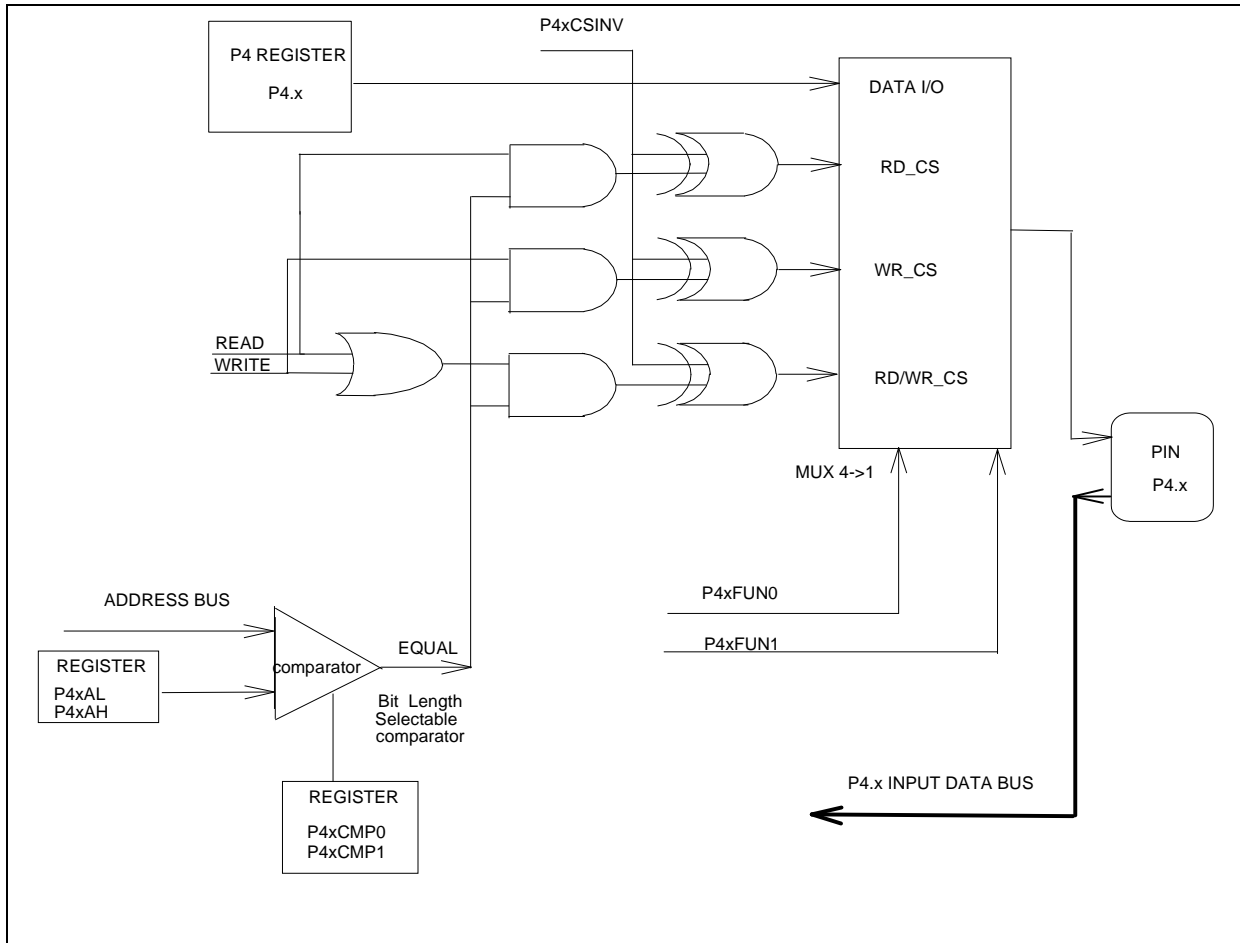 P4xCSINV
P4 REGISTER
P4.x
DATA I/O
RD_CS
WR_CS
READ
WRITE
RD/WR_CS
MUX 4->1
PIN
P4.x
P4xFUN0
P4xFUN1
ADDRESS BUS
EQUAL
REGISTER
P4xAL
P4xAH
comparator
Bit Length
Selectable
comparator
REGISTER
P4xCMP0
P4xCMP1
P4.x INPUT DATA BUS